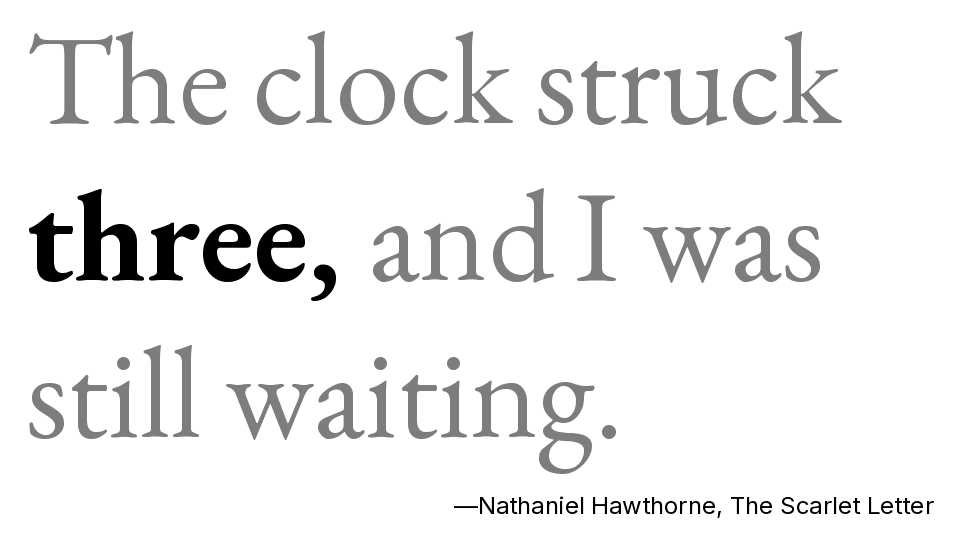 The clock struck
three, and I was
still waiting.
—Nathaniel Hawthorne, The Scarlet Letter